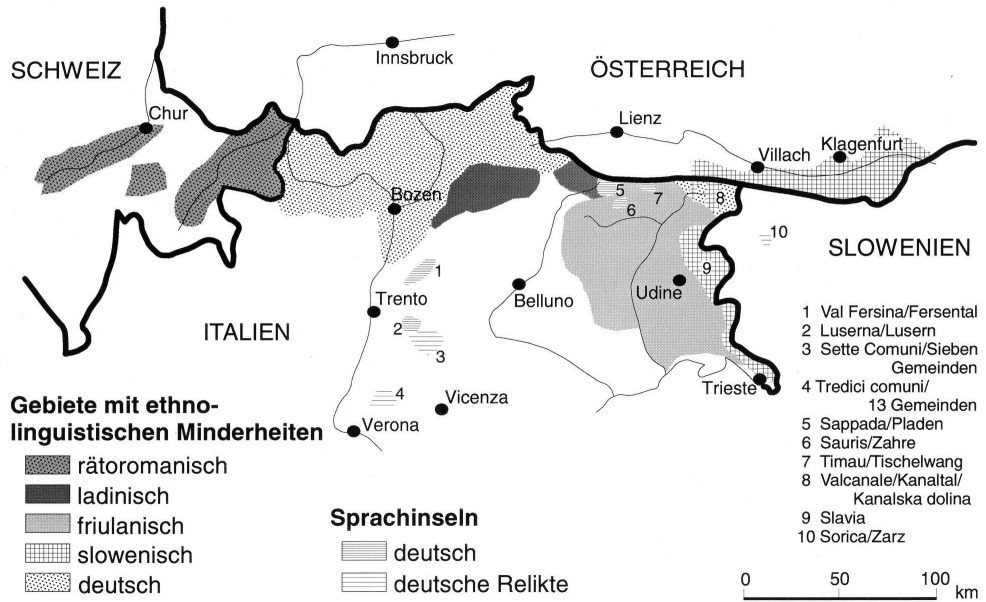 SCHWEIZ
Innsbruck
ÖSTERREICH
Chur
Lienz
Villach
Klagenfurt
Bozen
5
6
7
8
10
SLOWENIEN
9
1
Trento
Belluno
Udine
ITALIEN
2
3
Trieste
4
Vicenza
Verona
1 Val Fersina/Fersental
2 Luserna/Lusern
3 Sette Comuni/Sieben
Gemeinden
4 Tredici comuni/
13 Gemeinden
5 Sappada/Pladen
6 Sauris/Zahre
7 Timau/Tischelwang
8 Valcanale/Kanaltal/
Kanalska dolina
9 Slavia
10 Sorica/Zarz
Gebiete mit ethno-
linguistischen Minderheiten
rätoromanisch
ladinisch
friulanisch
slowenisch
deutsch
Sprachinseln
deutsch
deutsche Relikte
0 50 100
km